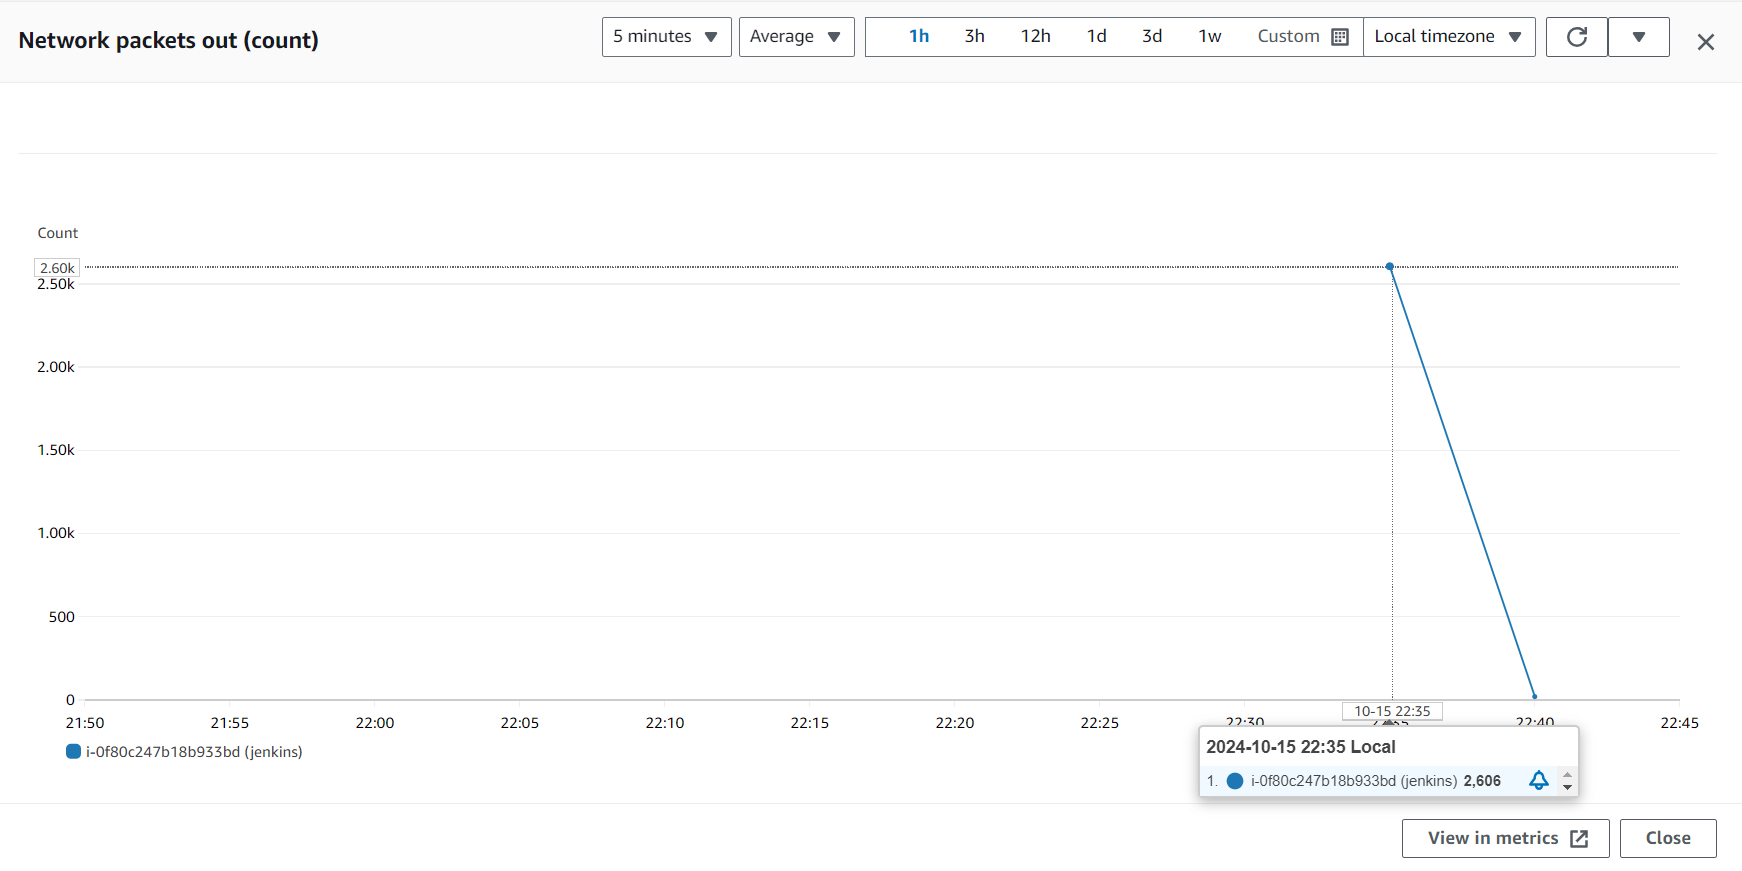 Network packets out (count)
5 minutes
Average
1h 3h 12h 1d 3d 1w Custom
Local timezone
Count
2.60k
2.50k
2.00k
1.50k
1.00k
500
0
21:50 21:55 22:00 22:05 22:10 22:15 22:20 22:25 22:30 22:40 22:45
10-15 22:35
i-0f80c247b18b933bd (jenkins)
2024-10-15 22:35 Local
1. i-0f80c247b18b933bd (jenkins) 2,606
View in metrics
Close